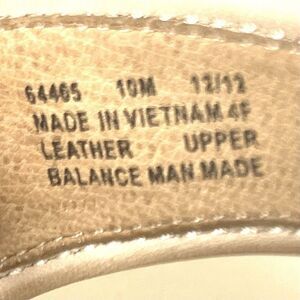 64465 10M 12/12
MADE IN VIETNAM 4F
LEATHER UPPER
BALANCE MAN MADE